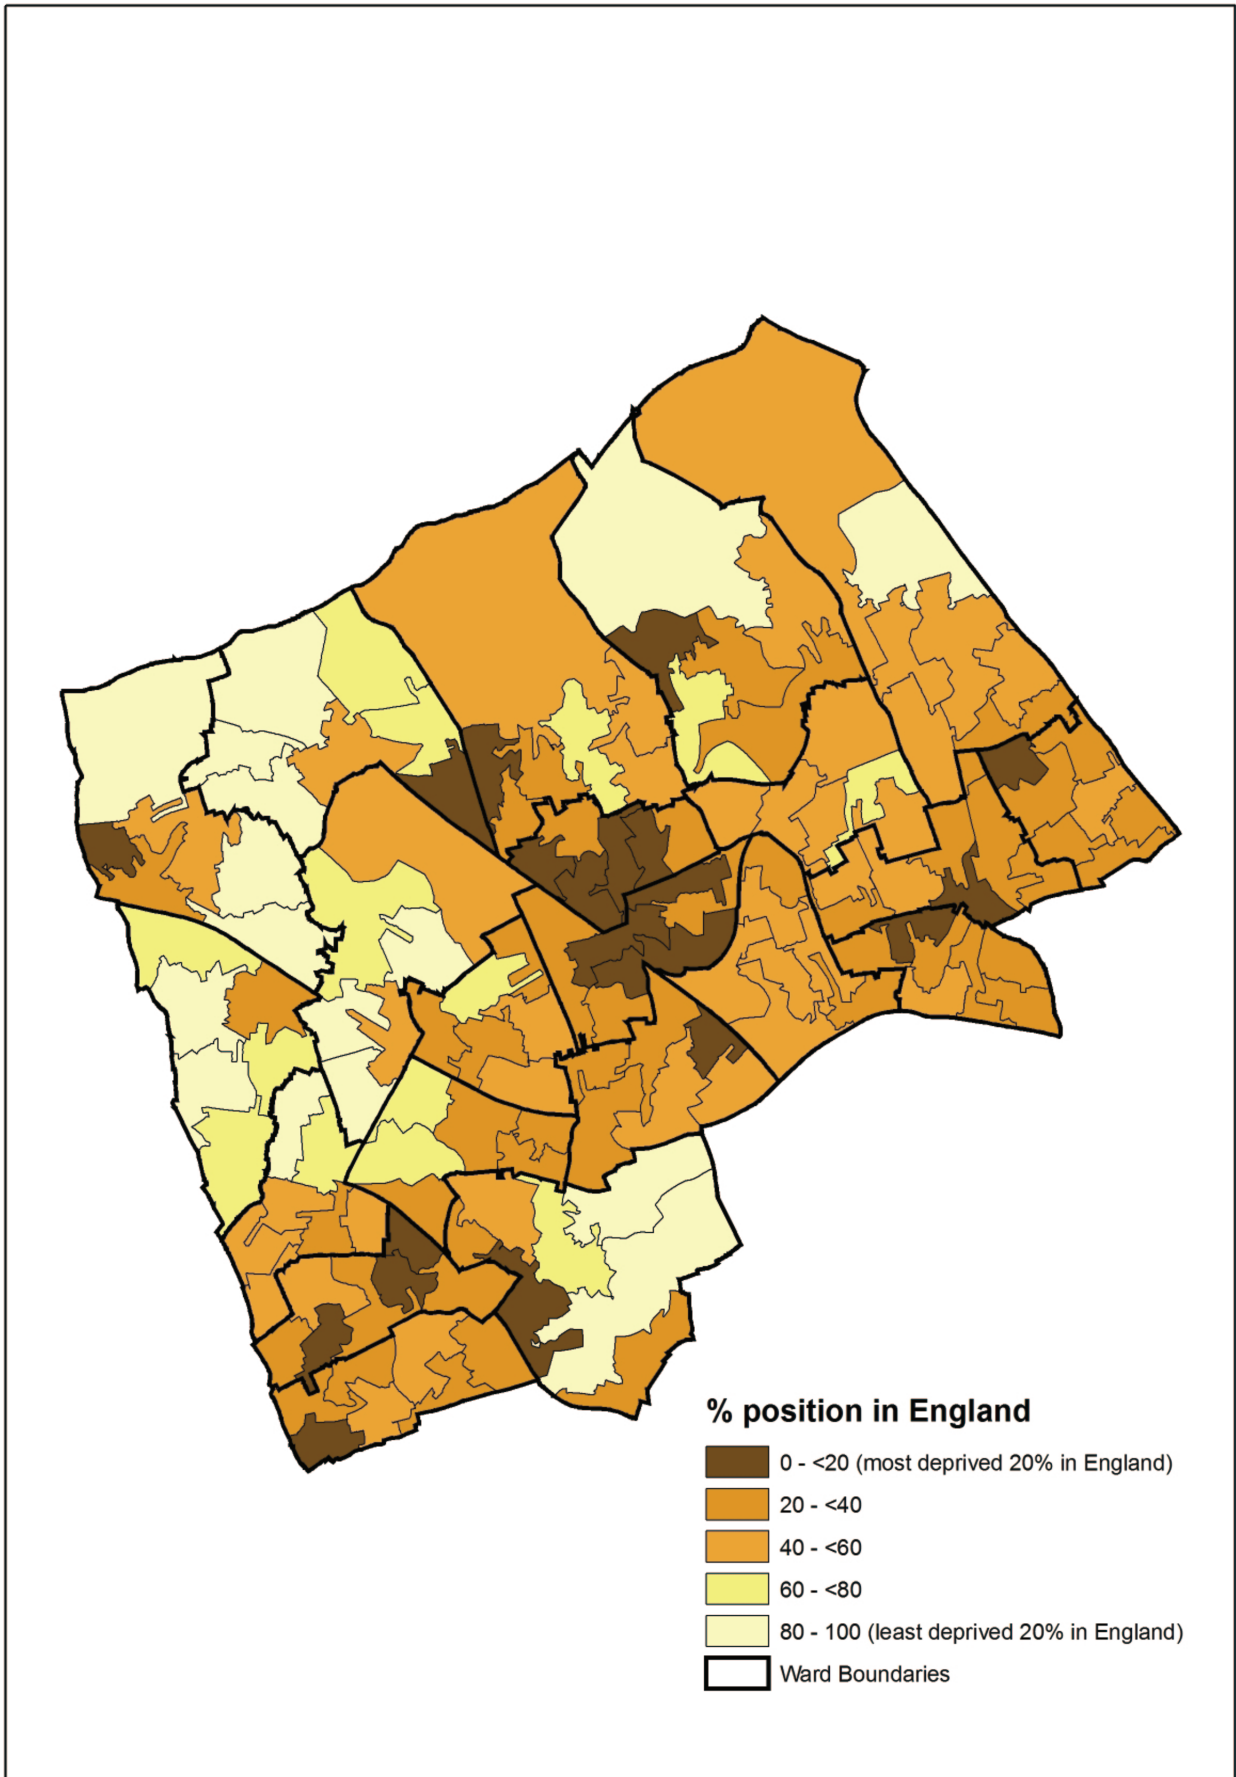 % position in England
0 - <20 (most deprived 20% in England)
20 - <40
40 - <60
60 - <80
80 - 100 (least deprived 20% in England)
Ward Boundaries